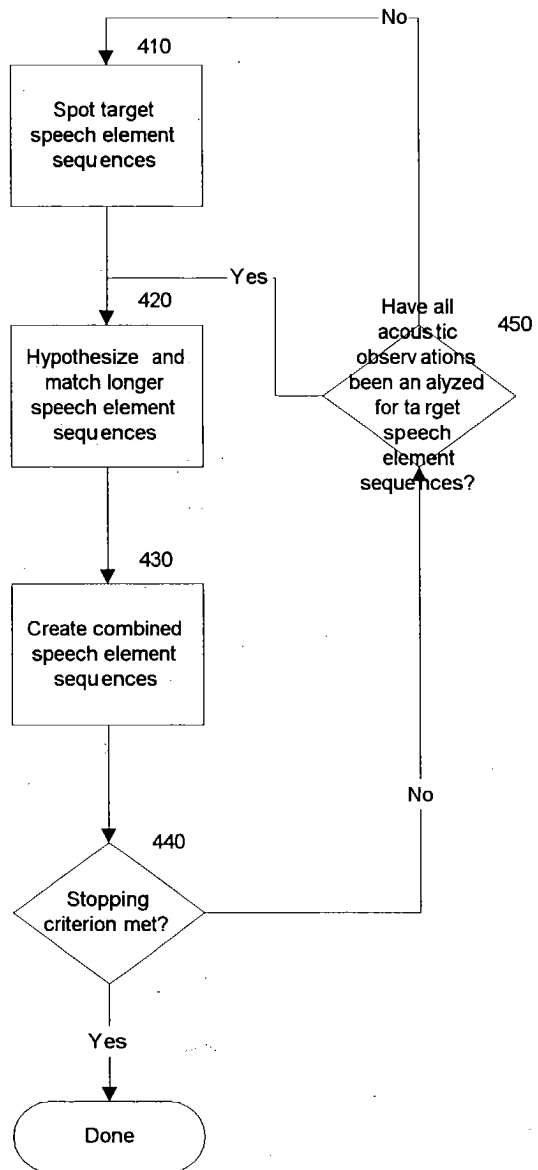 No
410
Spot target
speech element
sequences
Yes
420
Have all
acoustic
observations
been analyzed
for target
speech
element
sequences?
450
Hypothesize and
match longer
speech element
sequences
430
Create combined
speech element
sequences
No
440
Stopping
criterion met?
Yes
Done